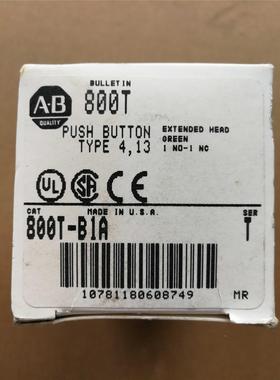 BULLETIN
A-B
QUALITY
800T
PUSH BUTTON
TYPE 4,13
EXTENDED HEAD
GREEN
1 NO-1 NC
UL
SA
CE
CAT
MADE IN U.S.A.
SER
800T-B1A
T
10781180608749
MR